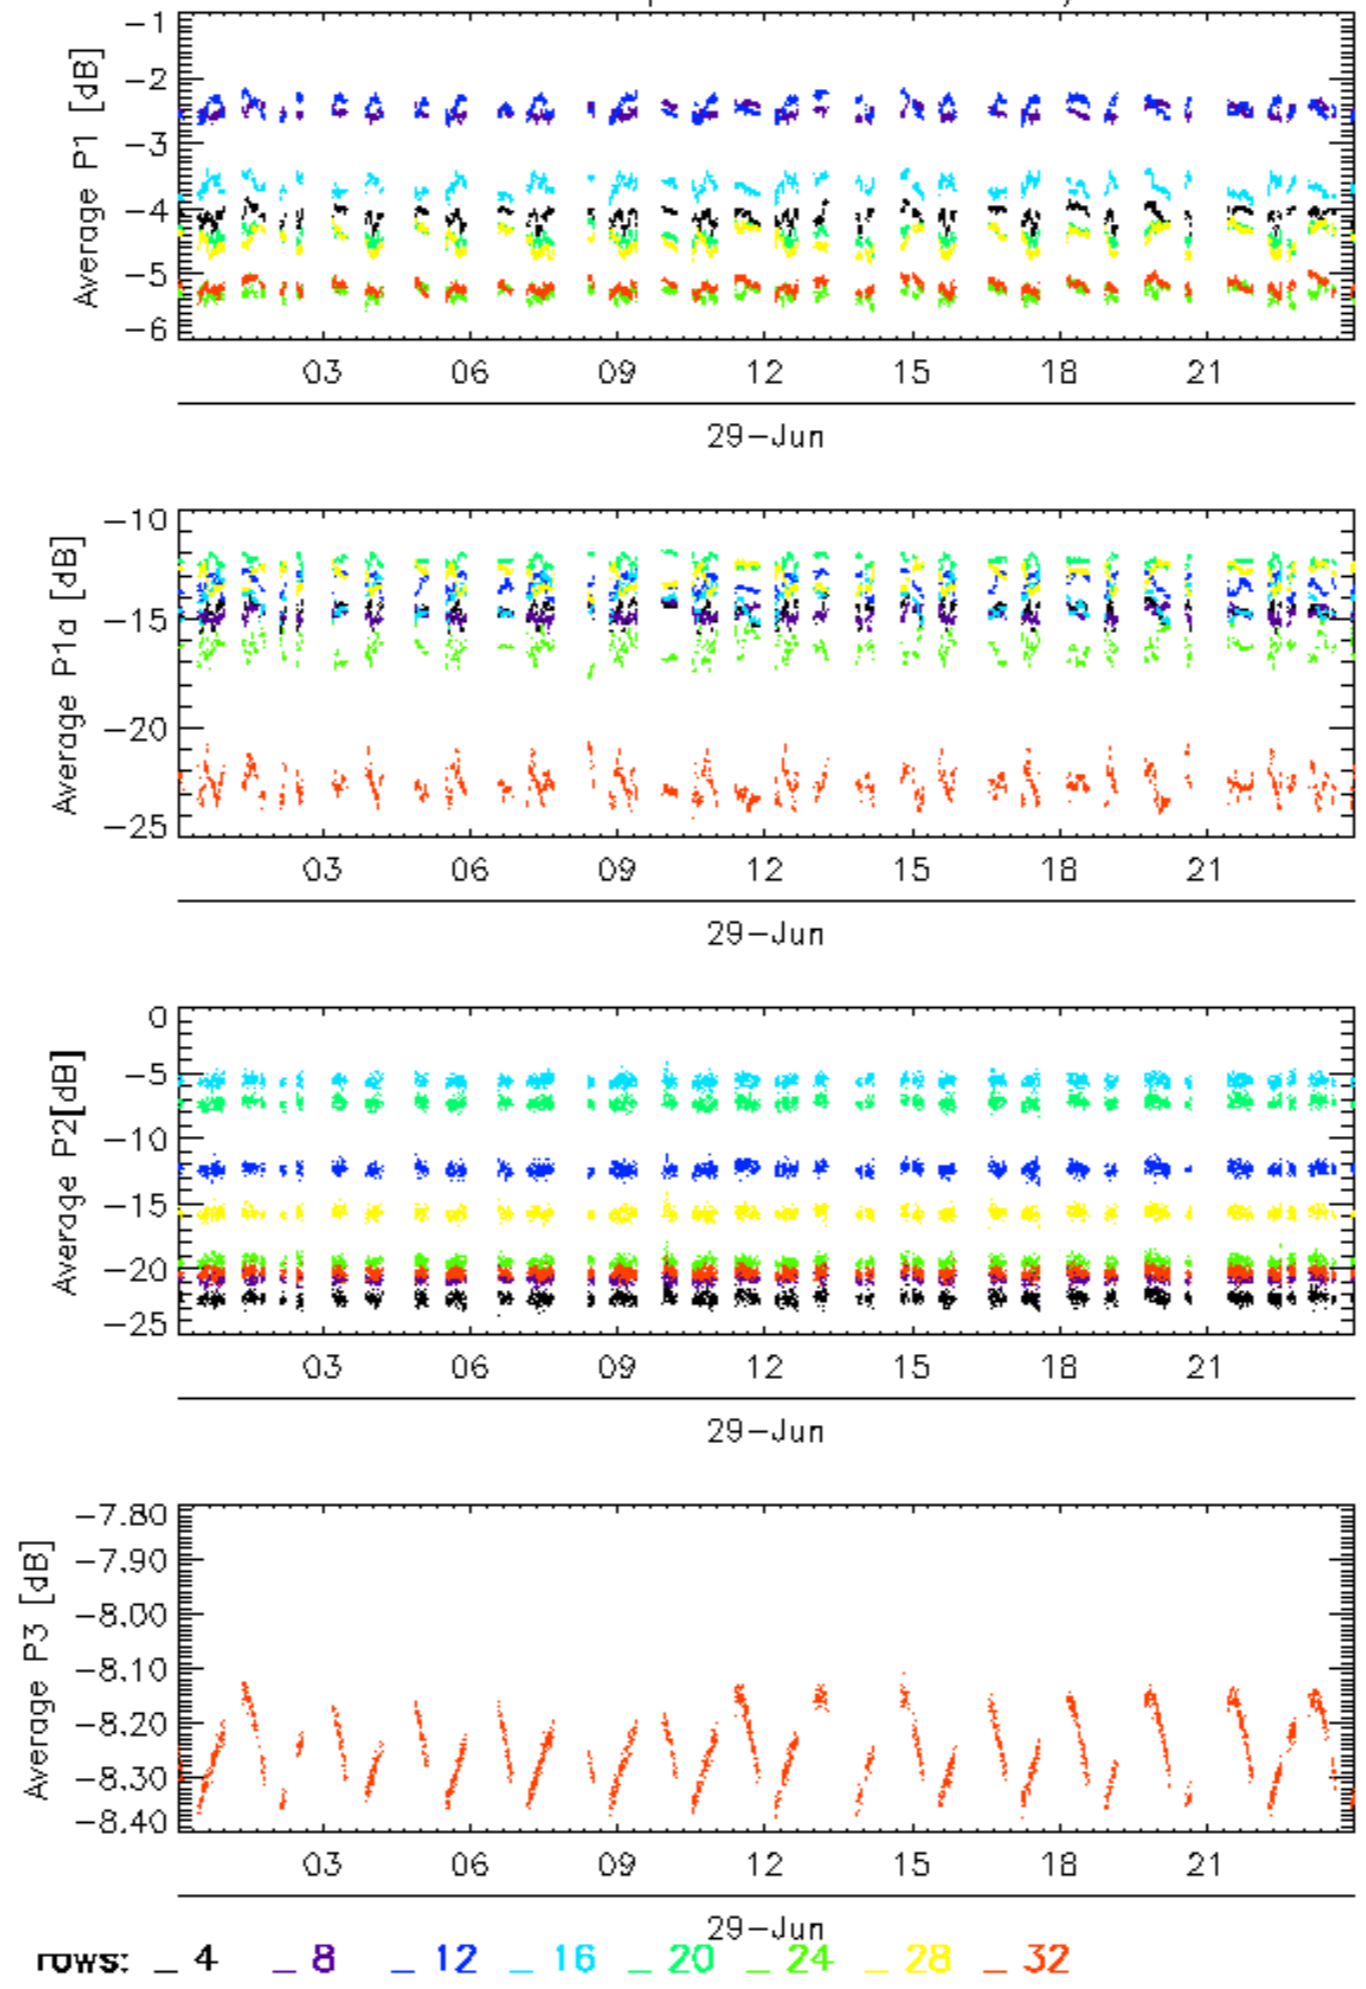 -1
-2
-3
-4
-5
-6
Average P1 [dB]
03 06 09 12 15 18 21
29-Jun
-10
-15
-20
-25
Average P1a [dB]
03 06 09 12 15 18 21
29-Jun
0
-5
-10
-15
-20
-25
Average P2[dB]
03 06 09 12 15 18 21
29-Jun
-7.80
-7.90
-8.00
-8.10
-8.20
-8.30
-8.40
Average P3 [dB]
03 06 09 12 15 18 21
29-Jun
rows: _ 4 _ 8 _ 12 _ 16 _ 20 _ 24 _ 28 _ 32